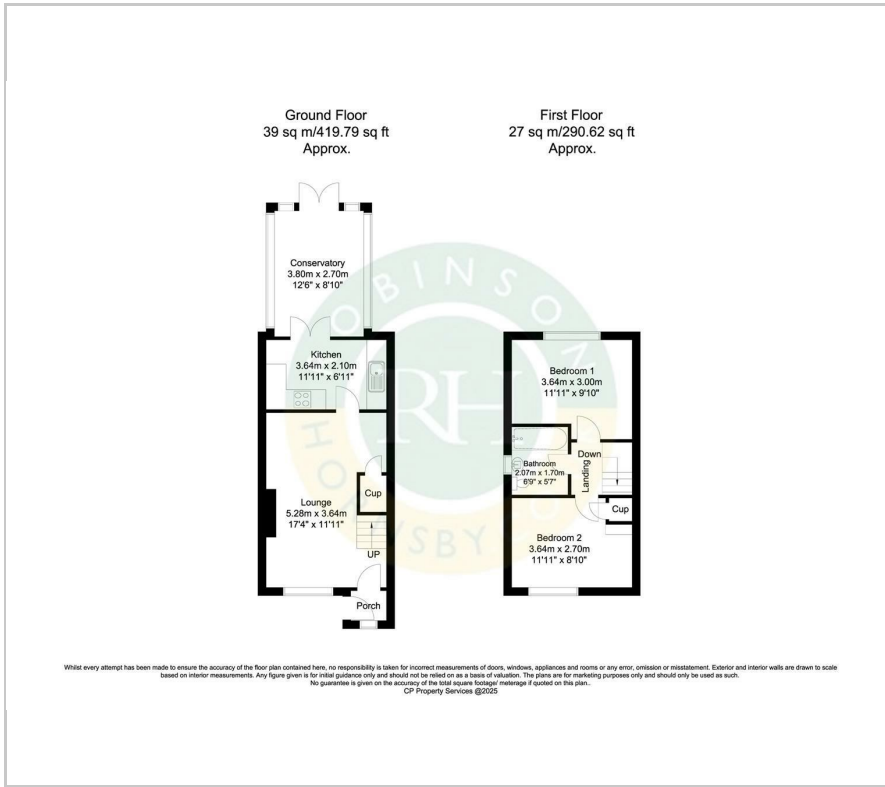 Ground Floor
39 sq m/419.79 sq ft
Approx.
First Floor
27 sq m/290.62 sq ft
Approx.
Conservatory
3.80m x 2.70m
12'6" x 8'10"
Kitchen
3.64m x 2.10m
11'11" x 6'11"
Cup
Lounge
5.28m x 3.64m
17'4" x 11'11"
UP
Porch
Bedroom 1
3.64m x 3.00m
11'11" x 9'10"
Bathroom
2.07m x 1.70m
6'9" x 5'7"
Down
Landing
Cup
Bedroom 2
3.64m x 2.70m
11'11" x 8'10"
ROBINSON
RH
HORNSBY CO
Whilst every attempt has been made to ensure the accuracy of the floor plan contained here, no responsibility is taken for incorrect measurements of doors, windows, appliances and rooms or any error, omission or misstatement. Exterior and interior walls are drawn to scale
based on interior measurements. Any figure given is for initial guidance only and should not be relied on as a basis of valuation. The plans are for marketing purposes only and should only be used as such.
No guarantee is given on the accuracy of the total square footage/ meterage if quoted on this plan..
CP Property Services @2025